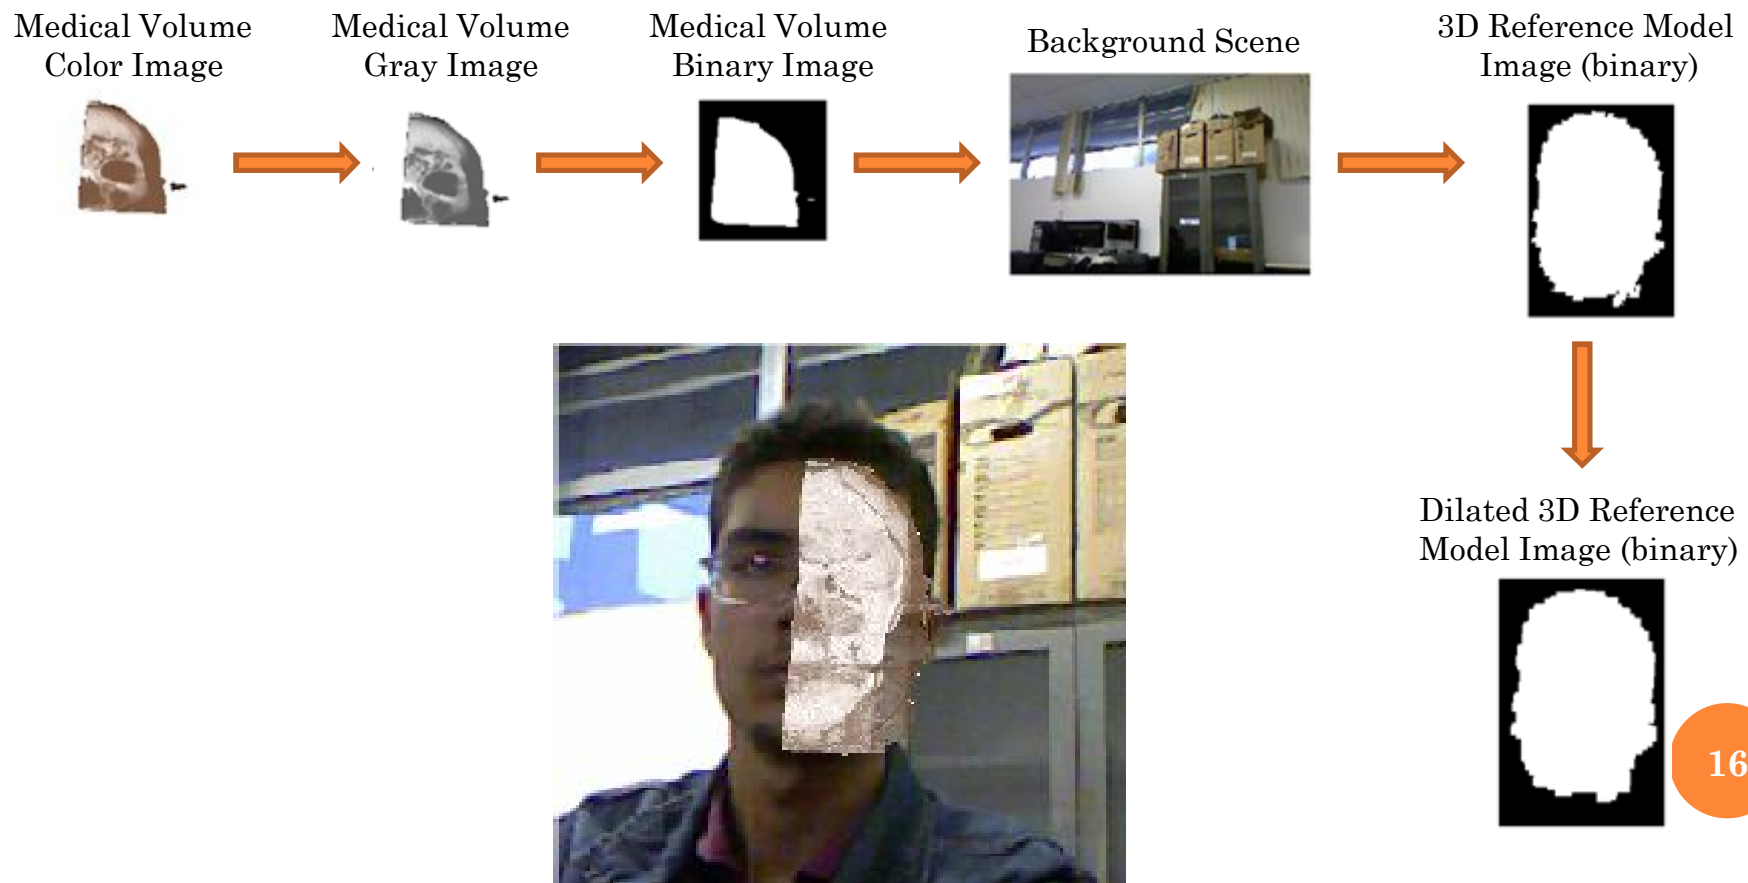 Medical Volume
Color Image
Medical Volume
Gray Image
Medical Volume
Binary Image
Background Scene
3D Reference Model
Image (binary)
Dilated 3D Reference
Model Image (binary)
16